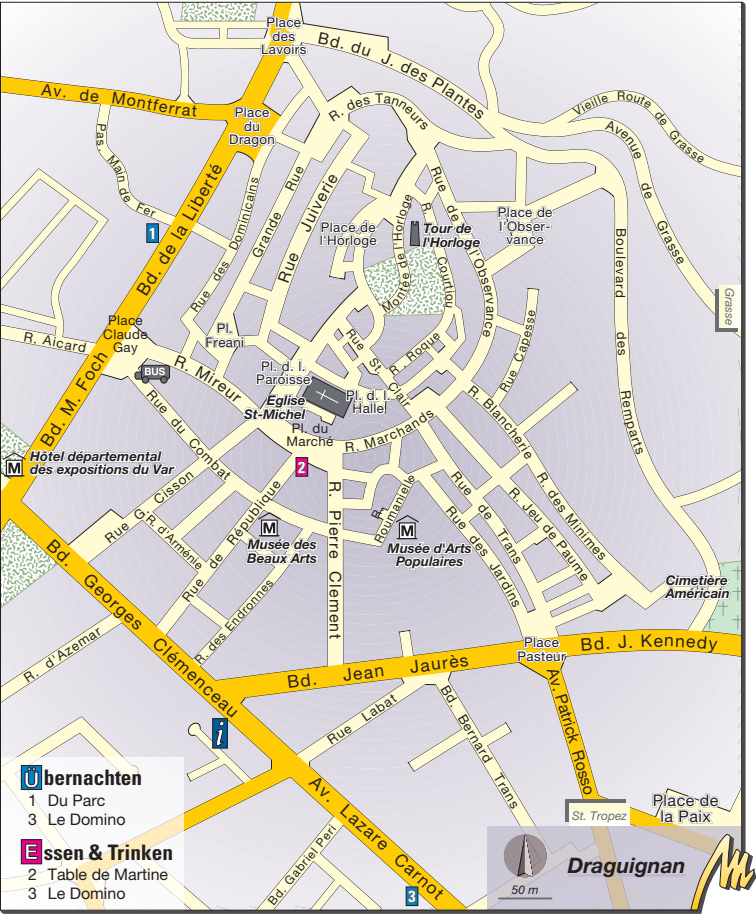 Place
des
Lavoirs
Bd. du J. des Plantes
Av. de Montferrat
Place
du
Dragon
R. des Tanneurs
Vieille Route de Grasse
Avenue de Grasse
Pas. Main de Fer
1
Bd. de la Liberté
Rue des Dominicains
Grande Rue
Rue Juiverie
Place de
l'Horloge
Montée de l'Horloge
Tour de
l'Horloge
R. Courtiou
Rue de l'Observance
Place de
l'Obser-
vance
Boulevard des Remparts
Grasse
R. Aicard
Place
Claude
Gay
Pl.
Freani
BUS
R. Mireur
Pl. d. l.
Paroisse
Rue St. Clair
R. Roque
Rue Capesse
Eglise
St-Michel
Pl. d. l.
Halle
Pl. du
Marché
R. Marchands
R. Blancherie
Bd. M. Foch
Rue du Combat
M
Hôtel départemental
des expositions du Var
2
Rue G. Cisson
R. d'Arménie
Rue de République
R. Pierre Clement
R. Roumanielle
Rue de Trans
R. des Minimes
R. Jeu de Paume
Rue des Jardins
M
Musée des
Beaux Arts
M
Musée d'Arts
Populaires
Cimetière
Américain
Bd. Georges Clémenceau
R. d'Azemar
R. des Endronnes
Place
Pasteur
Bd. J. Kennedy
Bd. Jean Jaurès
Av. Patrick Rosso
Rue Labat
Bd. Bernard Trans
i
Av. Lazare Carnot
Bd. Gabriel Peri
3
St. Tropez
Place de
la Paix
Übernachten
1 Du Parc
3 Le Domino
Essen & Trinken
2 Table de Martine
3 Le Domino
50 m
Draguignan